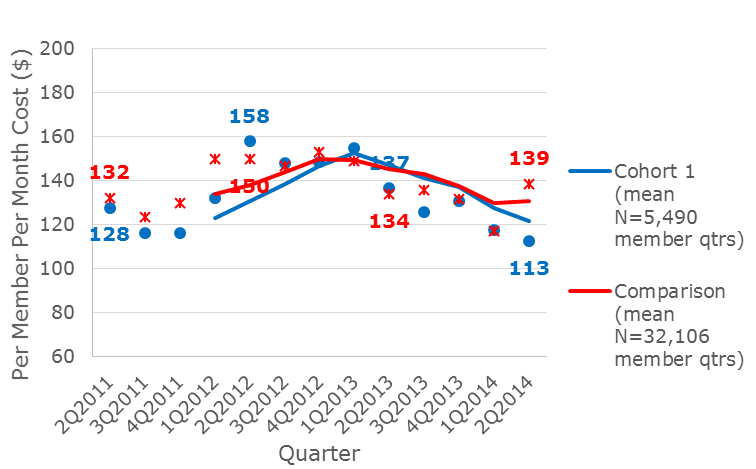 Per Member Per Month Cost ($)
200
180
160
140
120
100
80
60
132
128
158
150
137
134
139
113
2Q2011
3Q2011
4Q2011
1Q2012
2Q2012
3Q2012
4Q2012
1Q2013
2Q2013
3Q2013
4Q2013
1Q2014
2Q2014
Quarter
Cohort 1
(mean
N=5,490
member qtrs)
Comparison
(mean
N=32,106
member qtrs)